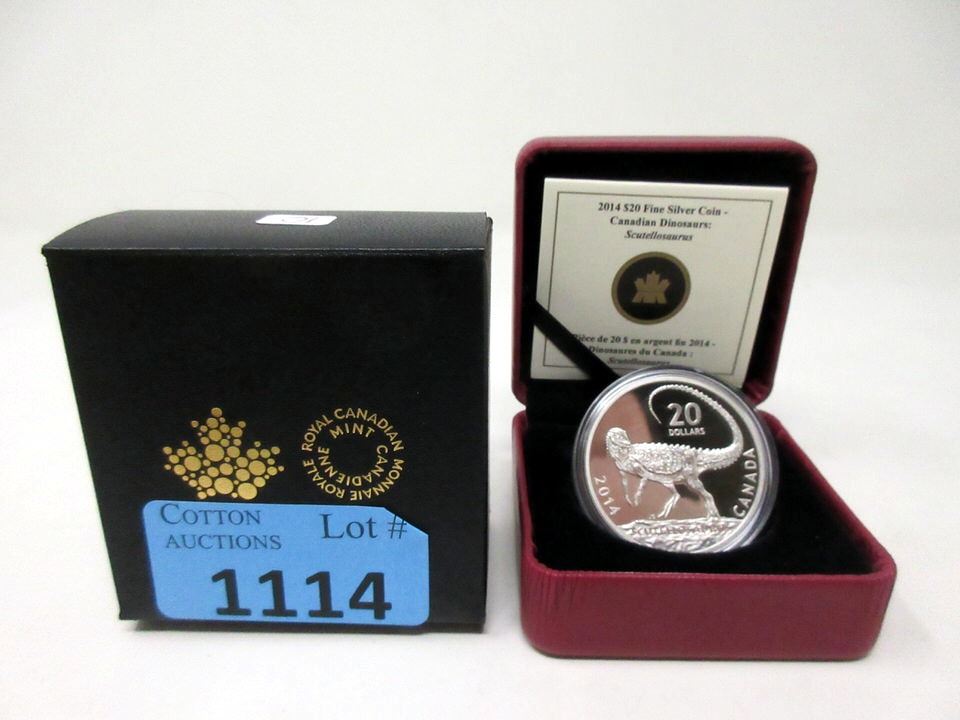 ROYAL CANADIAN MINT
MONNAIE ROYALE CANADIENNE
COTTON AUCTIONS
Lot #
1114
2014 $20 Fine Silver Coin -
Canadian Dinosaurs:
Scutellosaurus
Pièce de 20 $ en argent fin 2014 -
Dinosaures du Canada :
Scutellosaurus
20
DOLLARS
2014
CANADA